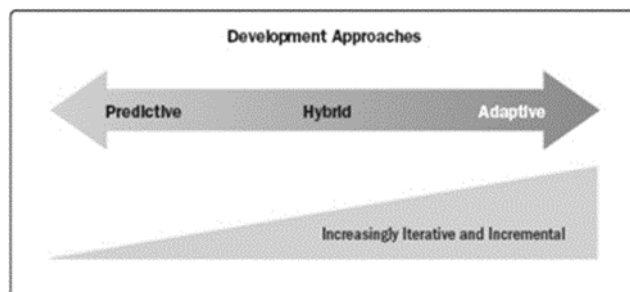 Development Approaches
Predictive Hybrid Adaptive
Increasingly Iterative and Incremental